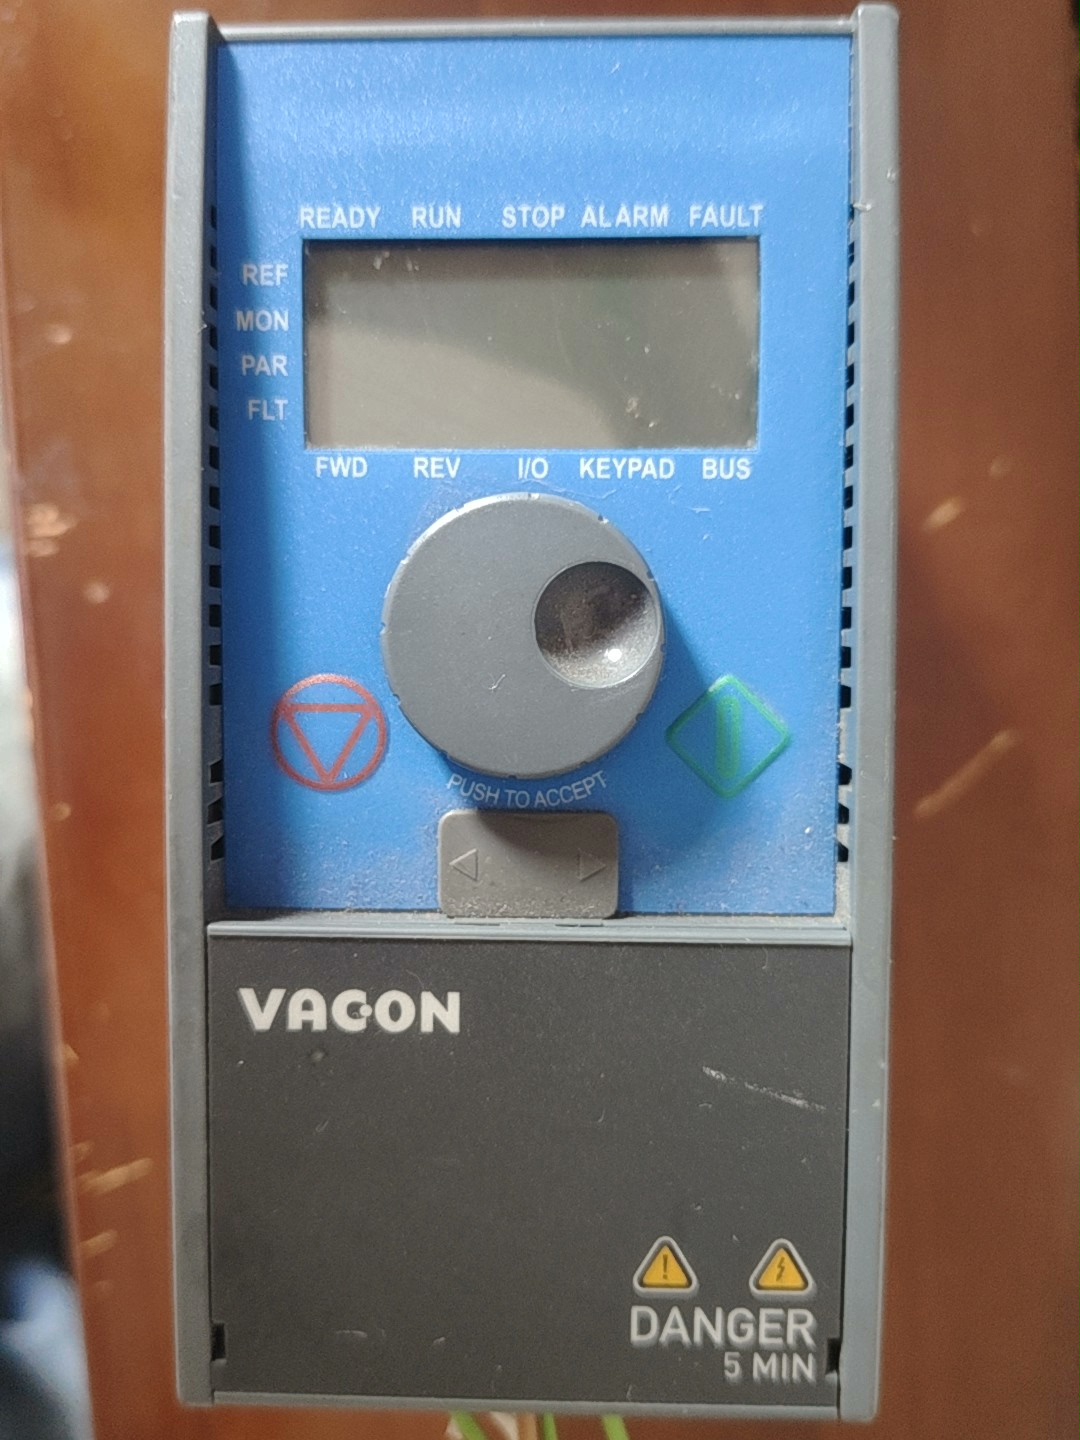 READY RUN STOP ALARM FAULT
REF
MON
PAR
FLT
FWD REV I/O KEYPAD BUS
PUSH TO ACCEPT
VACON
DANGER
5 MIN